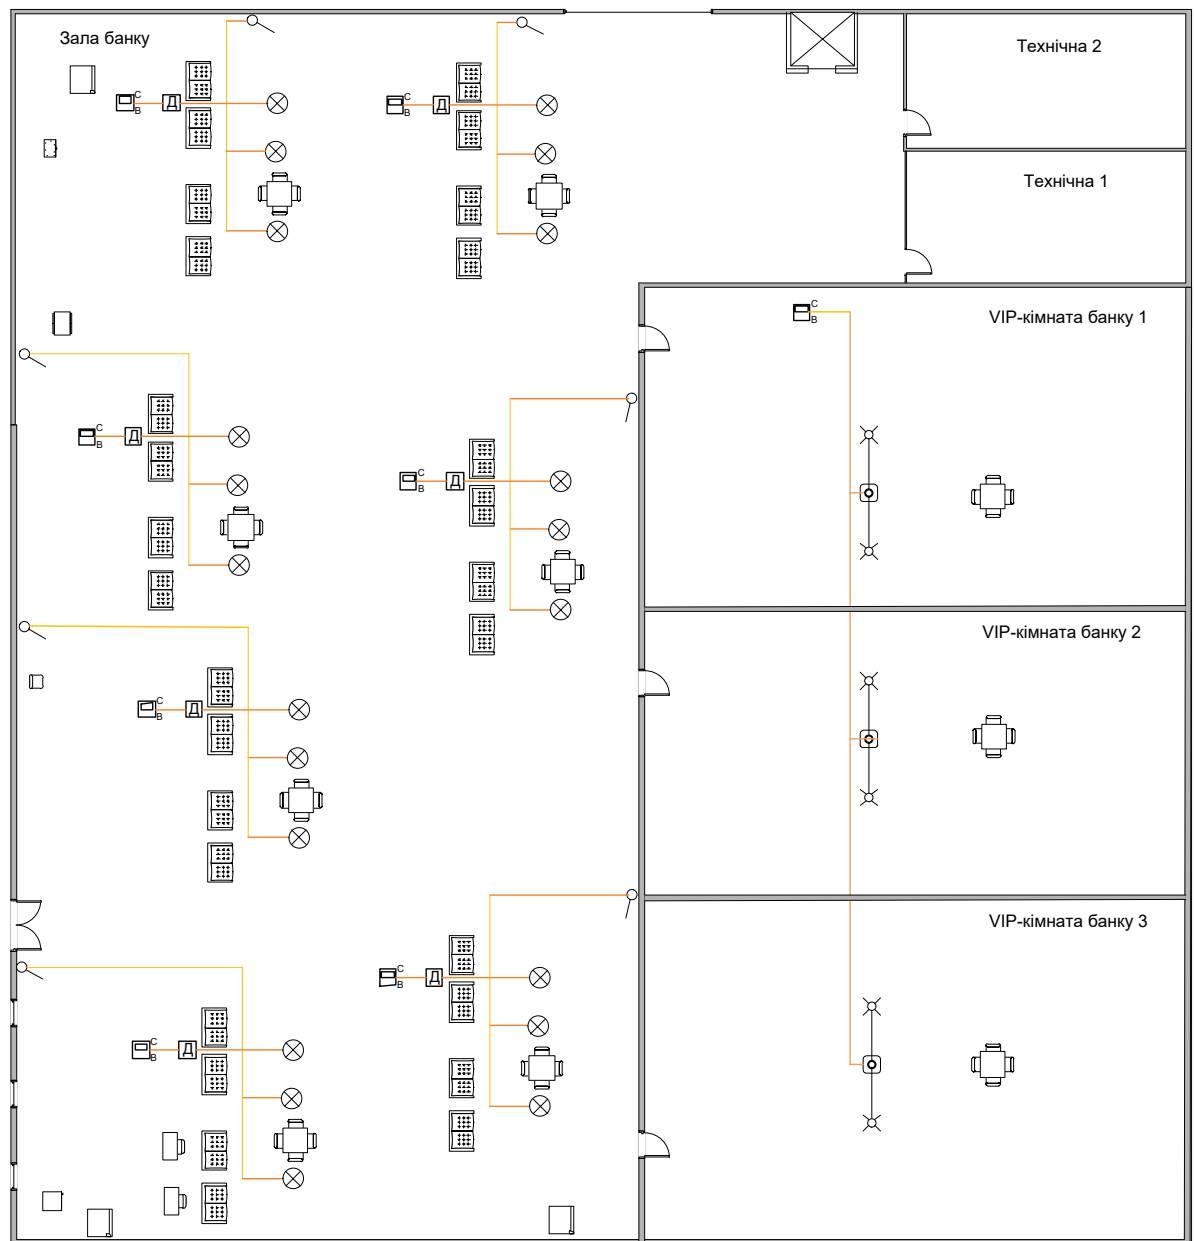 Зала банку
Технічна 2
С
В
Д
С
В
Д
Технічна 1
С
В
VIP-кімната банку 1
С
В
Д
С
В
Д
VIP-кімната банку 2
С
В
Д
VIP-кімната банку 3
С
В
Д
С
В
Д